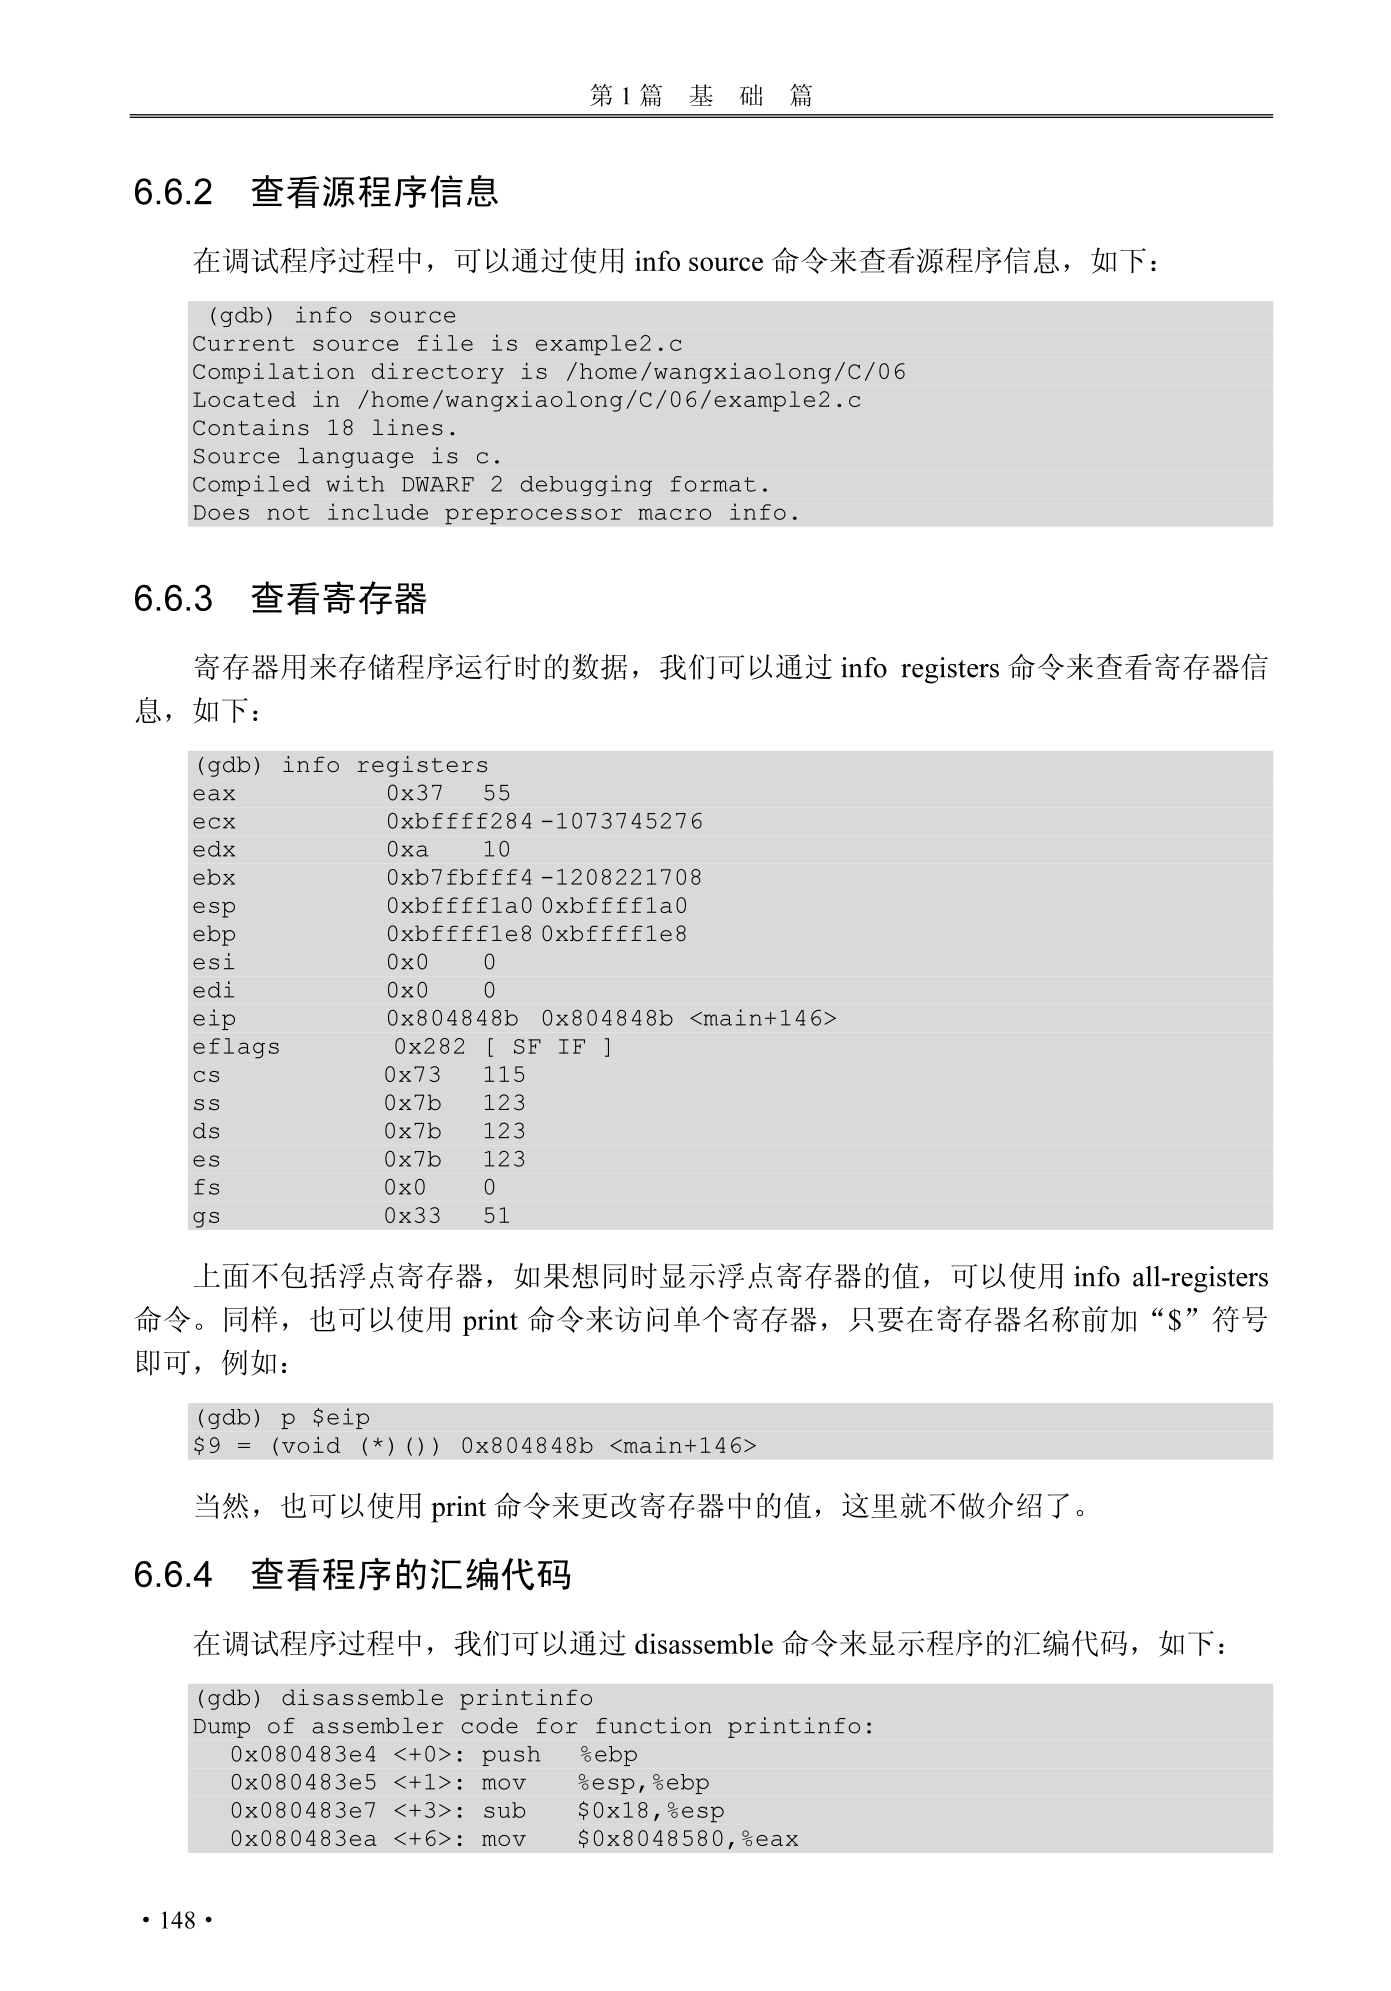 第 1 篇 基 础 篇
6.6.2 查看源程序信息
在调试程序过程中，可以通过使用 info source 命令来查看源程序信息，如下：
(gdb) info source
Current source file is example2.c
Compilation directory is /home/wangxiaolong/C/06
Located in /home/wangxiaolong/C/06/example2.c
Contains 18 lines.
Source language is c.
Compiled with DWARF 2 debugging format.
Does not include preprocessor macro info.
6.6.3 查看寄存器
寄存器用来存储程序运行时的数据，我们可以通过 info registers 命令来查看寄存器信
息，如下：
(gdb) info registers
eax 0x37 55
ecx 0xbffff284 -1073745276
edx 0xa 10
ebx 0xb7fbfff4 -1208221708
esp 0xbffff1a0 0xbffff1a0
ebp 0xbffff1e8 0xbffff1e8
esi 0x0 0
edi 0x0 0
eip 0x804848b 0x804848b <main+146>
eflags 0x282 [ SF IF ]
cs 0x73 115
ss 0x7b 123
ds 0x7b 123
es 0x7b 123
fs 0x0 0
gs 0x33 51
上面不包括浮点寄存器，如果想同时显示浮点寄存器的值，可以使用 info all-registers
命令。同样，也可以使用 print 命令来访问单个寄存器，只要在寄存器名称前加“$”符号
即可，例如：
(gdb) p $eip
$9 = (void (*)()) 0x804848b <main+146>
当然，也可以使用 print 命令来更改寄存器中的值，这里就不做介绍了。
6.6.4 查看程序的汇编代码
在调试程序过程中，我们可以通过 disassemble 命令来显示程序的汇编代码，如下：
(gdb) disassemble printinfo
Dump of assembler code for function printinfo:
0x080483e4 <+0>: push %ebp
0x080483e5 <+1>: mov %esp,%ebp
0x080483e7 <+3>: sub $0x18,%esp
0x080483ea <+6>: mov $0x8048580,%eax
• 148 •